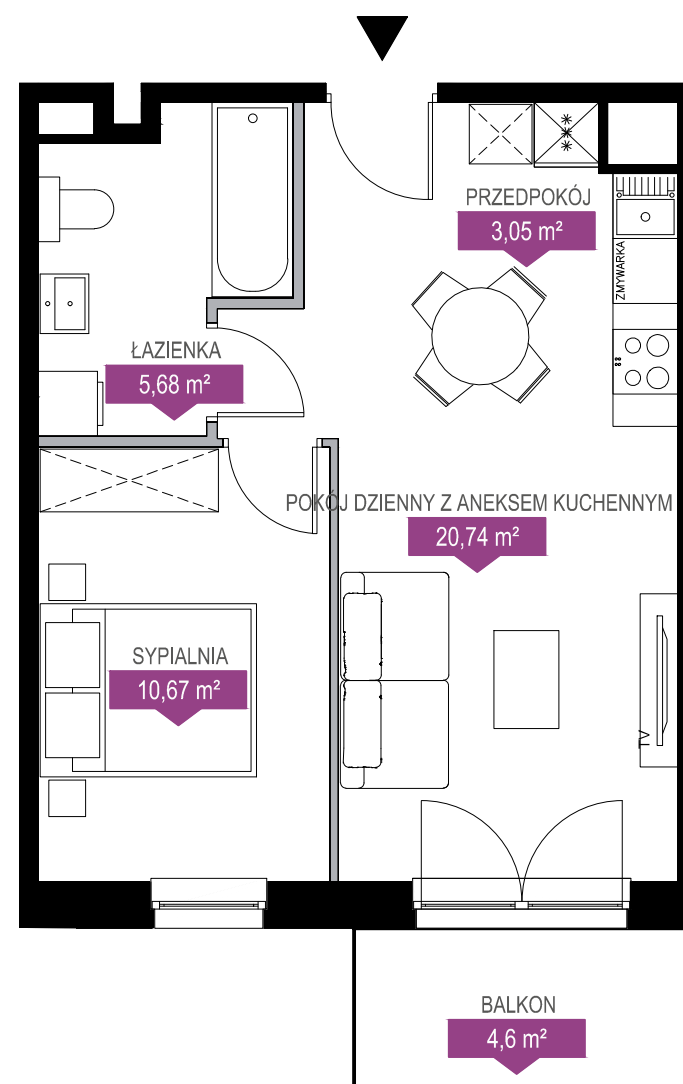 PRZEDPOKÓJ
3,05 m²
ZMYWARKA
ŁAZIENKA
5,68 m²
POKÓJ DZIENNY Z ANEKSEM KUCHENNYM
20,74 m²
SYPIALNIA
10,67 m²
TV
BALKON
4,6 m²